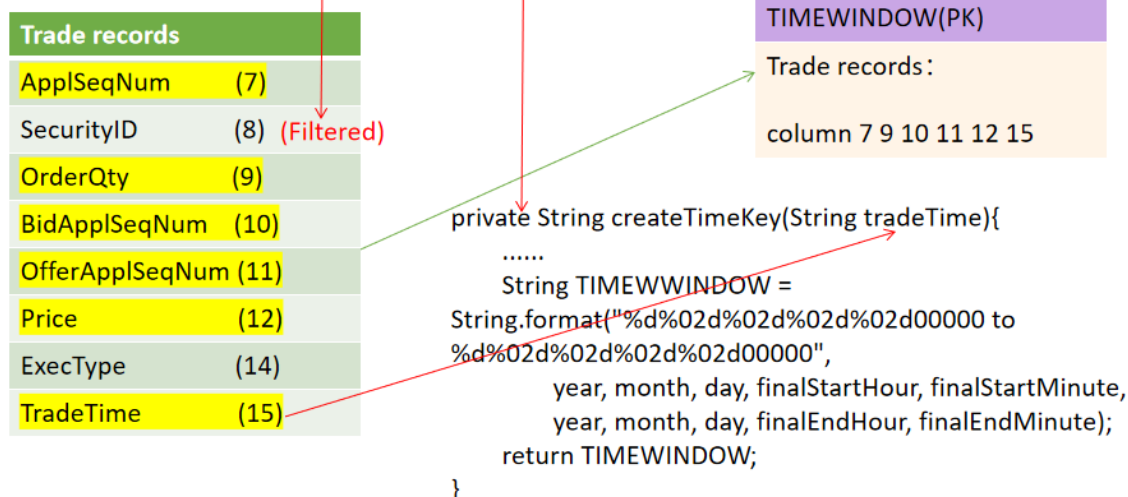 Trade records
ApplSeqNum (7)
SecurityID (8) (Filtered)
OrderQty (9)
BidApplSeqNum (10)
OfferApplSeqNum (11)
Price (12)
ExecType (14)
TradeTime (15)
TIMEWINDOW(PK)
Trade records：
column 7 9 10 11 12 15
private String createTimeKey(String tradeTime){
......
String TIMEWWINDOW =
String.format("%d%02d%02d%02d%02d00000 to
%d%02d%02d%02d%02d00000",
year, month, day, finalStartHour, finalStartMinute,
year, month, day, finalEndHour, finalEndMinute);
return TIMEWINDOW;
}